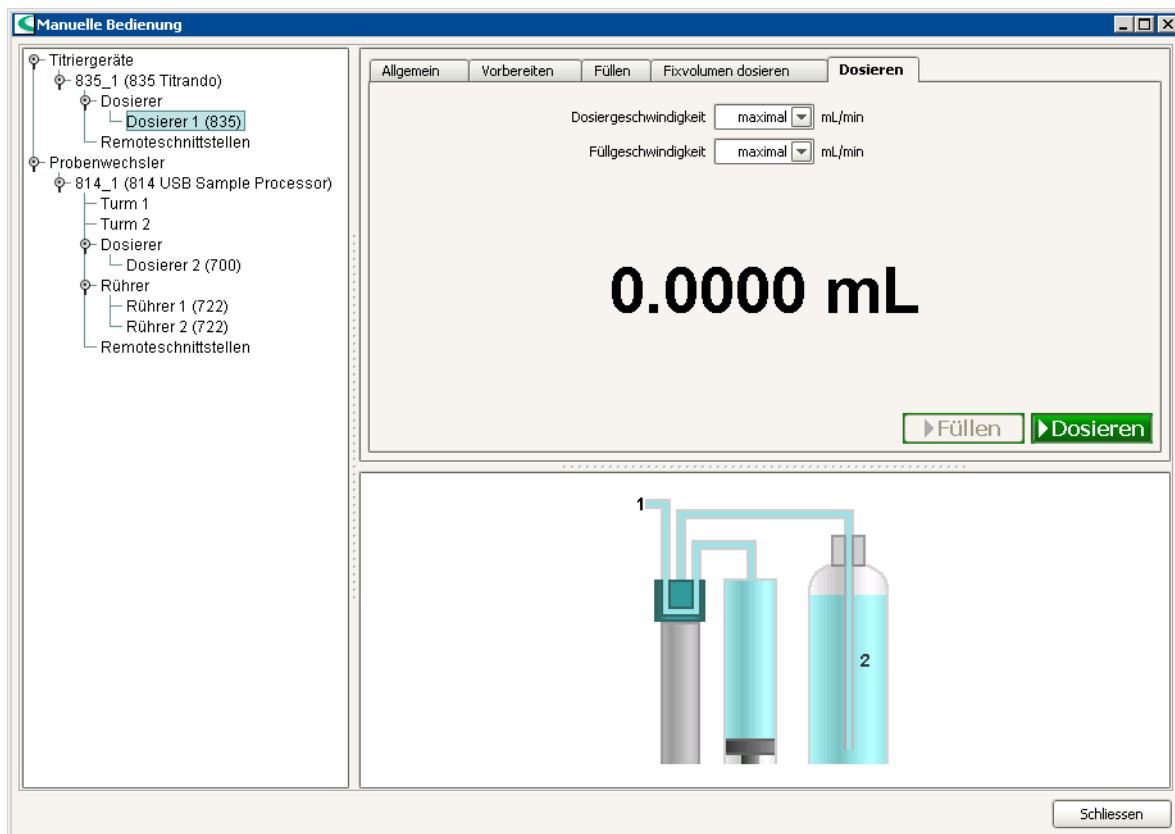 Manuelle Bedienung
Titriergeräte
835_1 (835 Titrando)
Dosierer
Dosierer 1 (835)
Remoteschnittstellen
Probenwechsler
814_1 (814 USB Sample Processor)
Turm 1
Turm 2
Dosierer
Dosierer 2 (700)
Rührer
Rührer 1 (722)
Rührer 2 (722)
Remoteschnittstellen
Allgemein Vorbereiten Füllen Fixvolumen dosieren Dosieren
Dosiergeschwindigkeit maximal mL/min
Füllgeschwindigkeit maximal mL/min
0.0000 mL
Füllen Dosieren
1
2
Schliessen